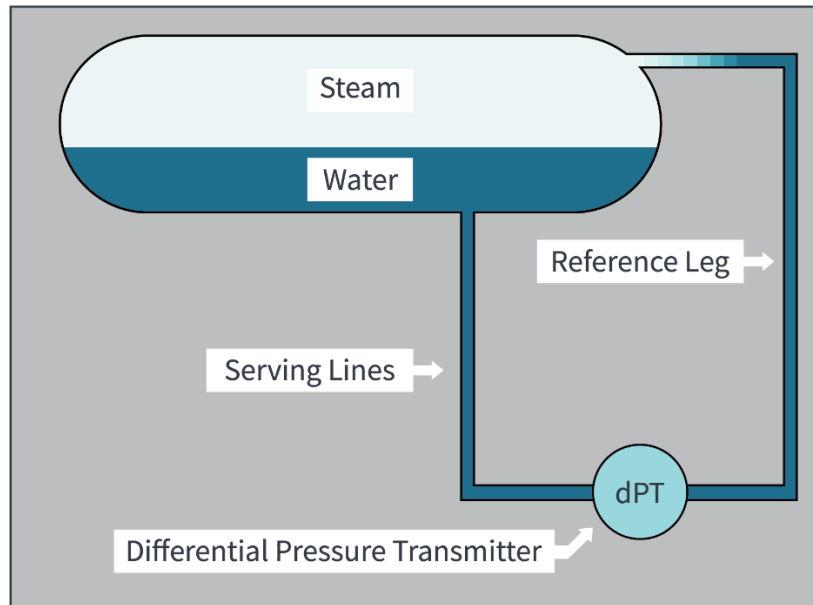 Steam
Water
Reference Leg
Serving Lines
dPT
Differential Pressure Transmitter